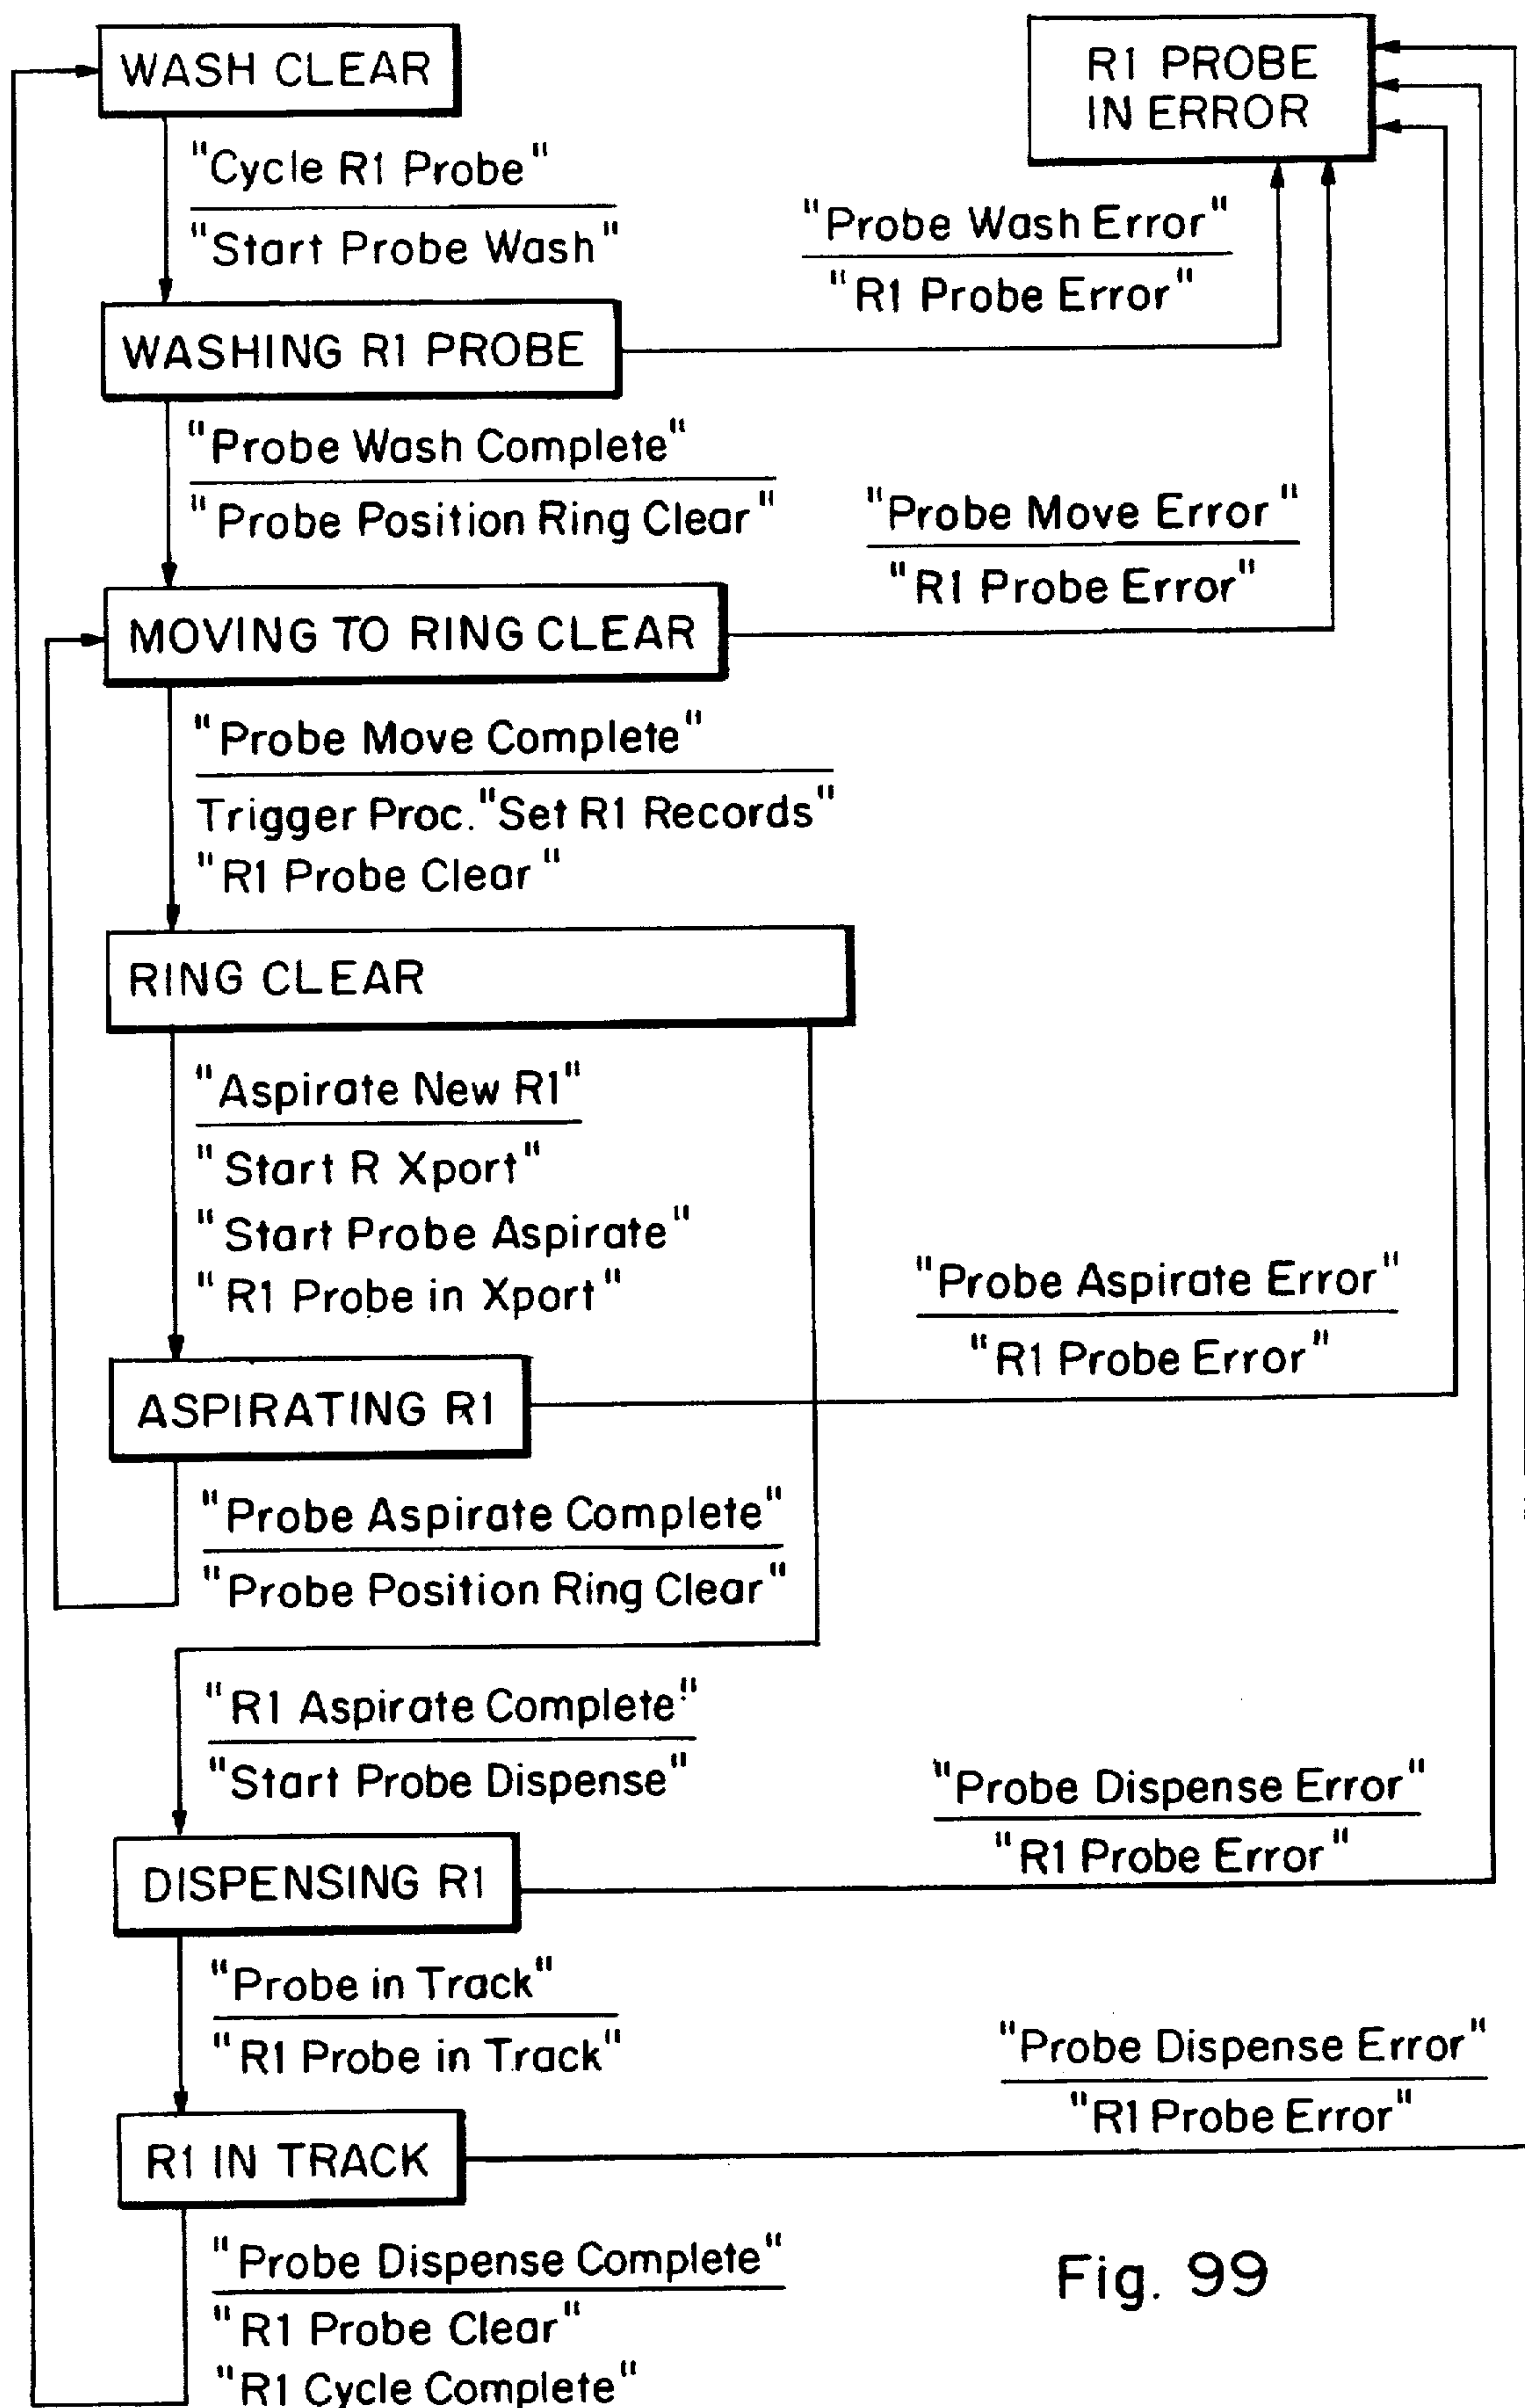 WASH CLEAR
R1 PROBE
IN ERROR
"Cycle R1 Probe"
"Start Probe Wash"
"Probe Wash Error"
"R1 Probe Error"
WASHING R1 PROBE
"Probe Wash Complete"
"Probe Position Ring Clear"
"Probe Move Error"
"R1 Probe Error"
MOVING TO RING CLEAR
"Probe Move Complete"
Trigger Proc. "Set R1 Records"
"R1 Probe Clear"
RING CLEAR
"Aspirate New R1"
"Start R Xport"
"Start Probe Aspirate"
"R1 Probe in Xport"
"Probe Aspirate Error"
"R1 Probe Error"
ASPIRATING R1
"Probe Aspirate Complete"
"Probe Position Ring Clear"
"R1 Aspirate Complete"
"Start Probe Dispense"
"Probe Dispense Error"
"R1 Probe Error"
DISPENSING R1
"Probe in Track"
"R1 Probe in Track"
"Probe Dispense Error"
"R1 Probe Error"
R1 IN TRACK
"Probe Dispense Complete"
"R1 Probe Clear"
"R1 Cycle Complete"
Fig. 99